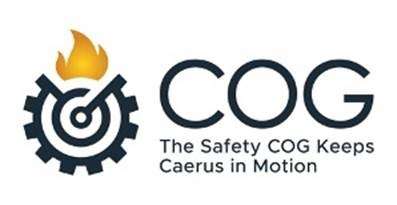 COG
The Safety COG Keeps
Caerus in Motion